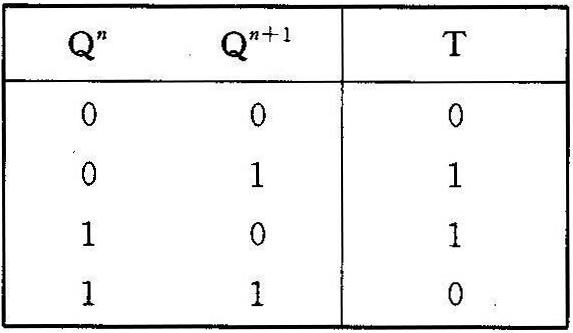 Qⁿ Qⁿ⁺¹ T
0 0 0
0 1 1
1 0 1
1 1 0